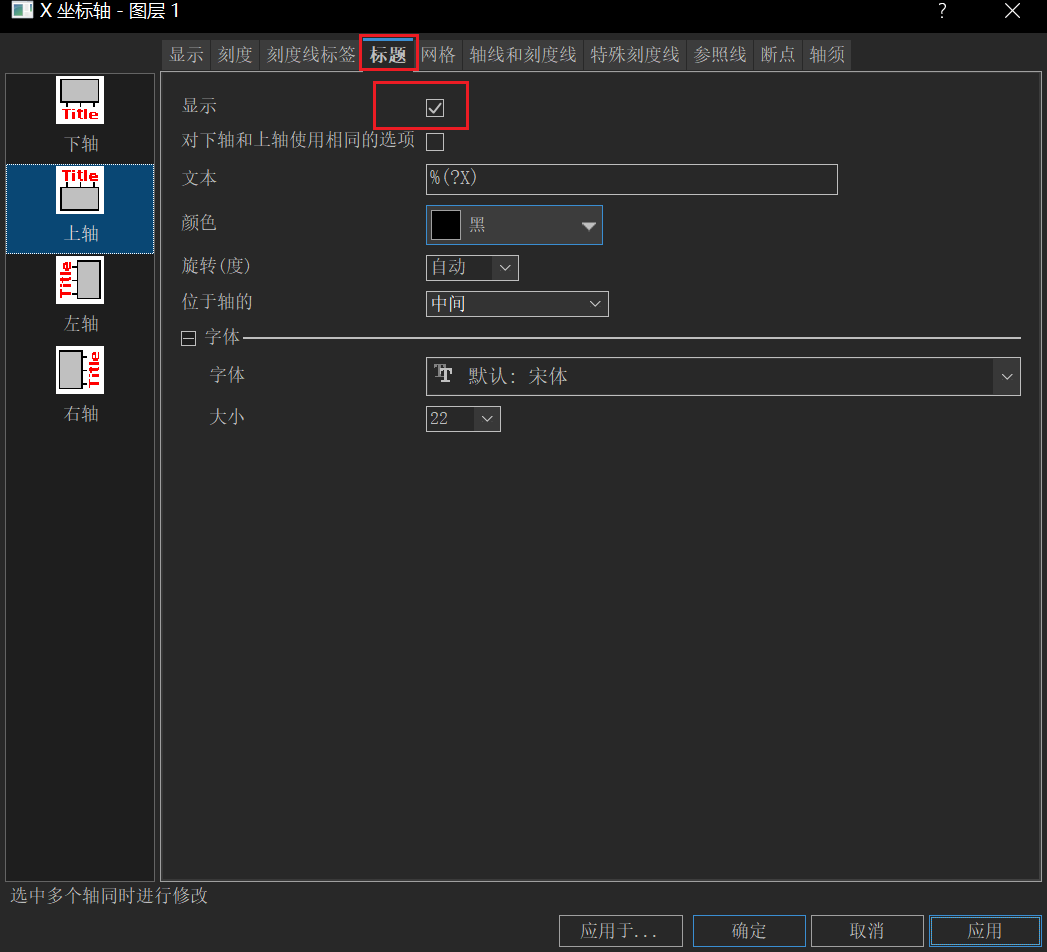 X 坐标轴 - 图层 1
?
显示 刻度 刻度线标签 标题 网格 轴线和刻度线 特殊刻度线 参照线 断点 轴须
Title
下轴
Title
上轴
Title
左轴
Title
右轴
显示
对下轴和上轴使用相同的选项
文本 %(?X)
颜色 黑
旋转(度) 自动
位于轴的 中间
字体
字体 默认: 宋体
大小 22
选中多个轴同时进行修改
应用于... 确定 取消 应用